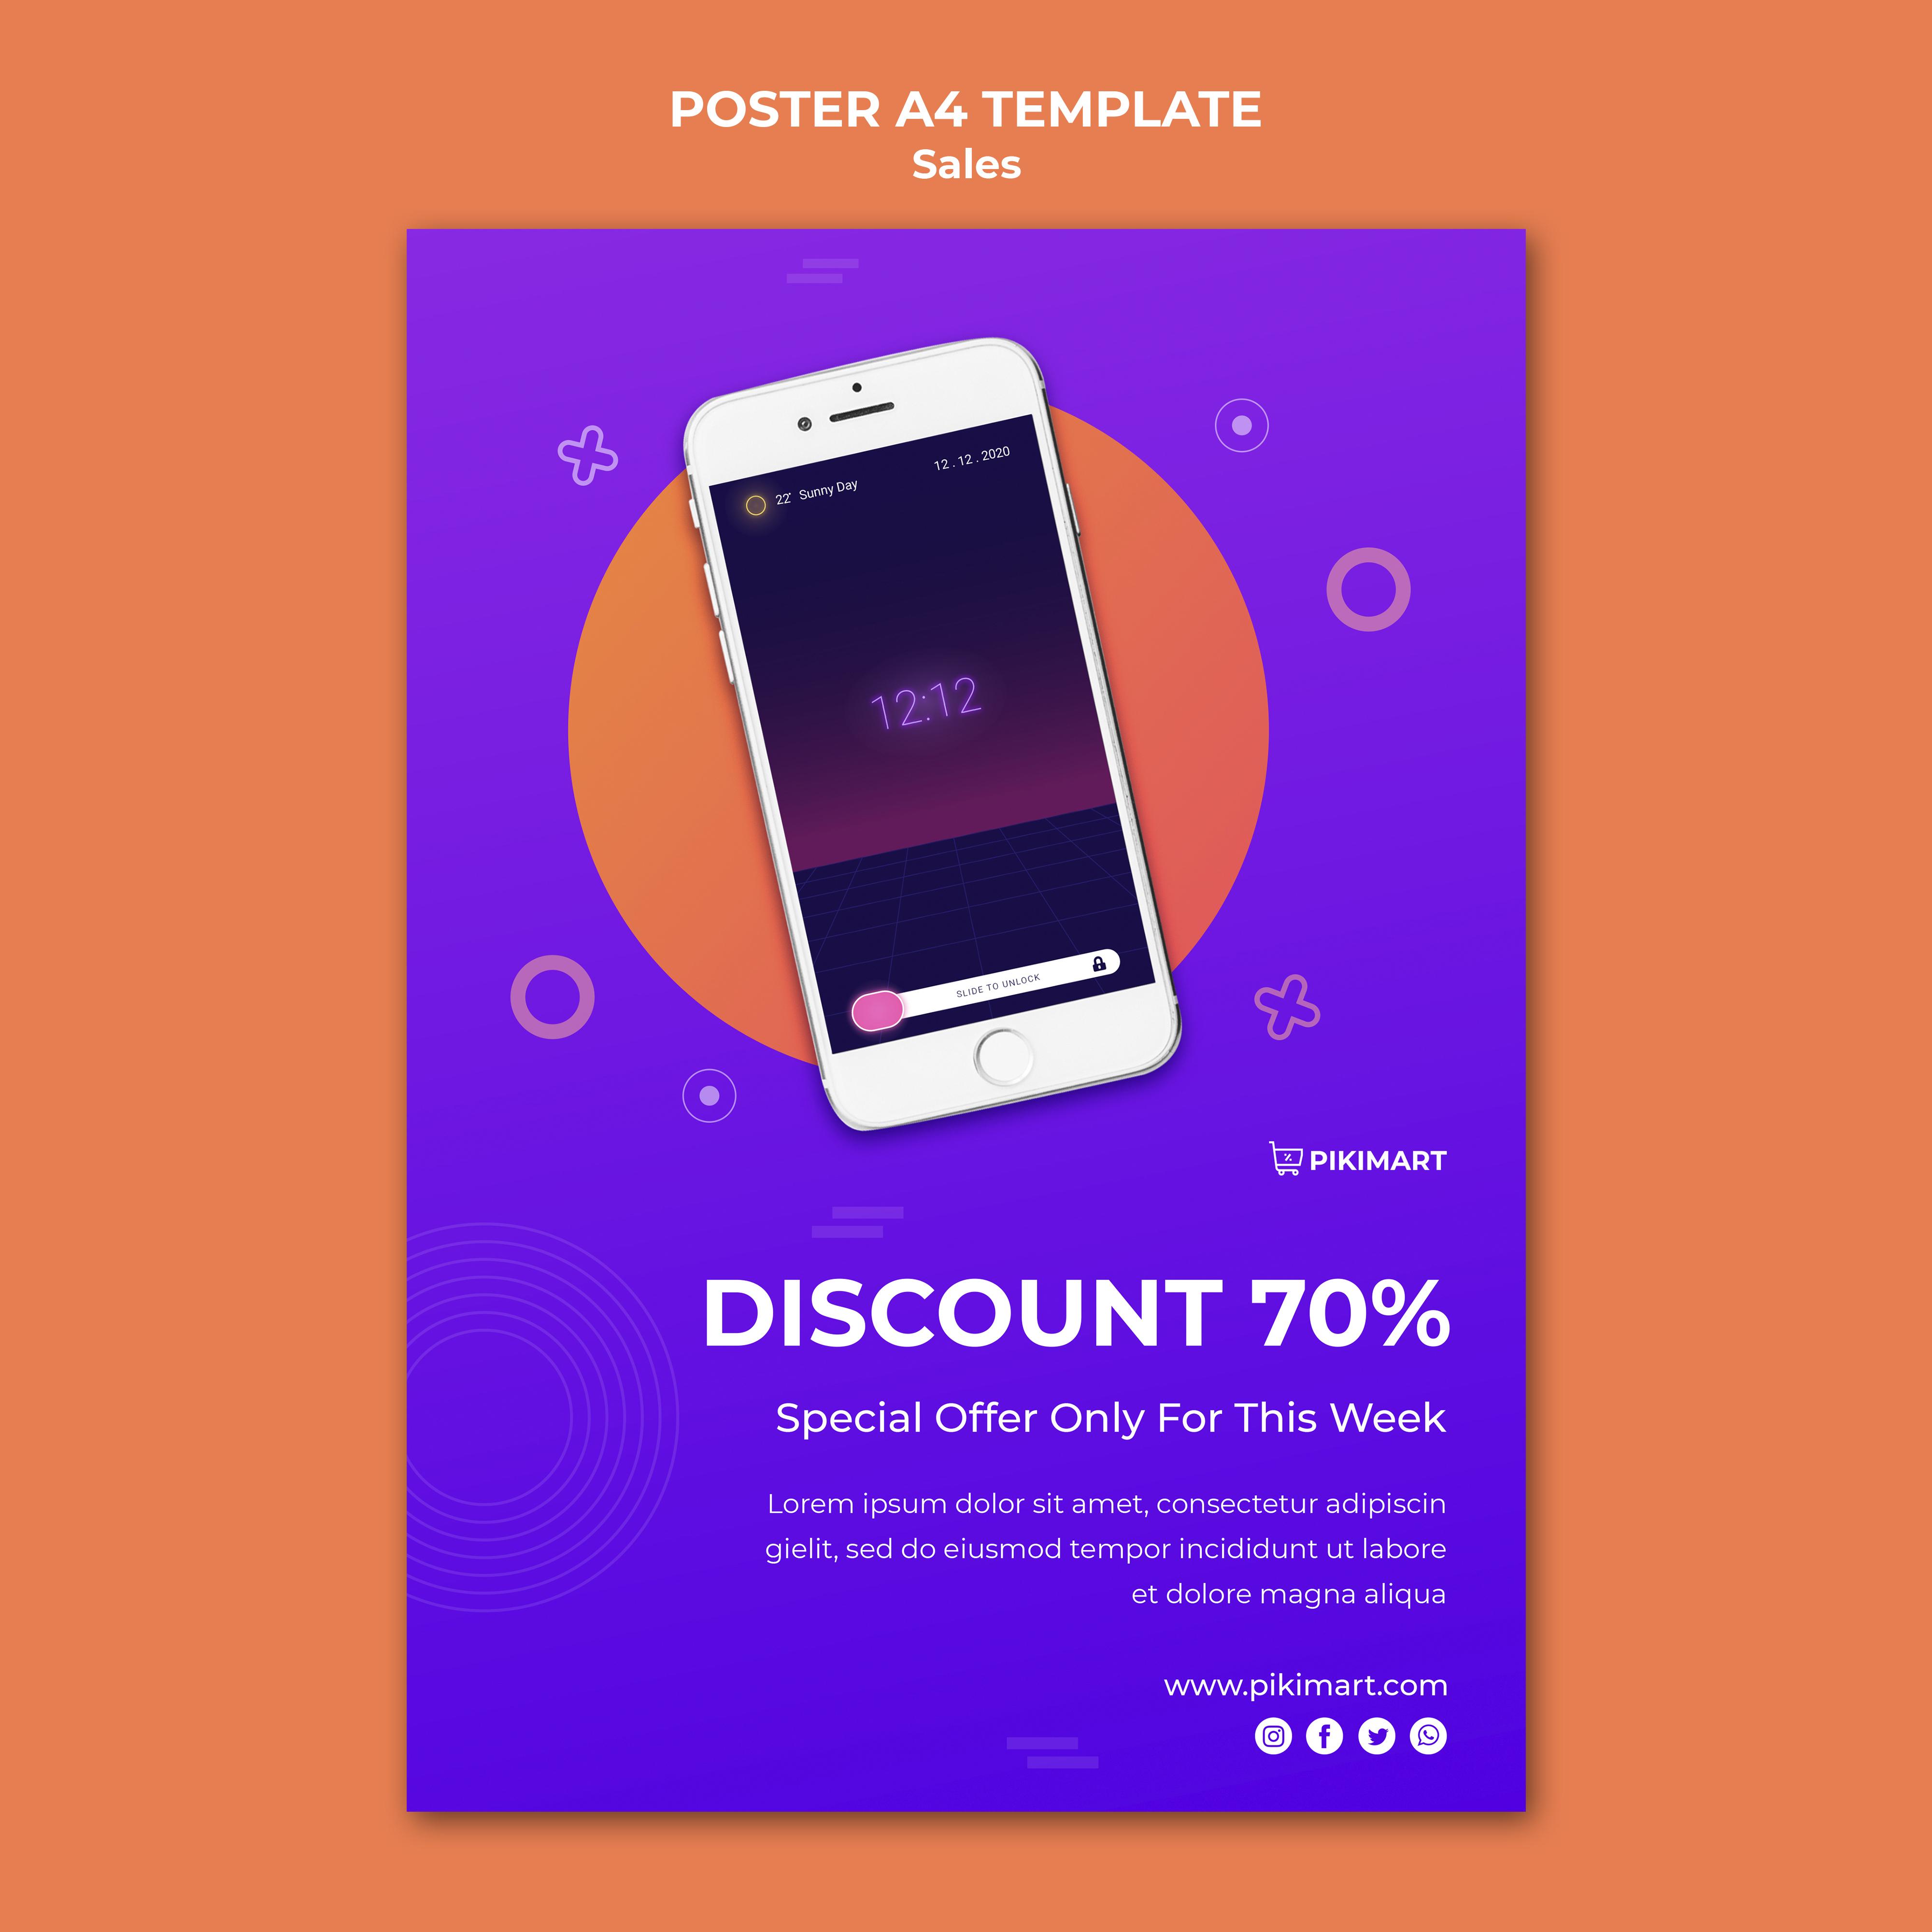 POSTER A4 TEMPLATE
Sales
12 . 12 . 2020
22° Sunny Day
12:12
SLIDE TO UNLOCK
PIKIMART
DISCOUNT 70%
Special Offer Only For This Week
Lorem ipsum dolor sit amet, consectetur adipiscin
gielit, sed do eiusmod tempor incididunt ut labore
et dolore magna aliqua
www.pikimart.com